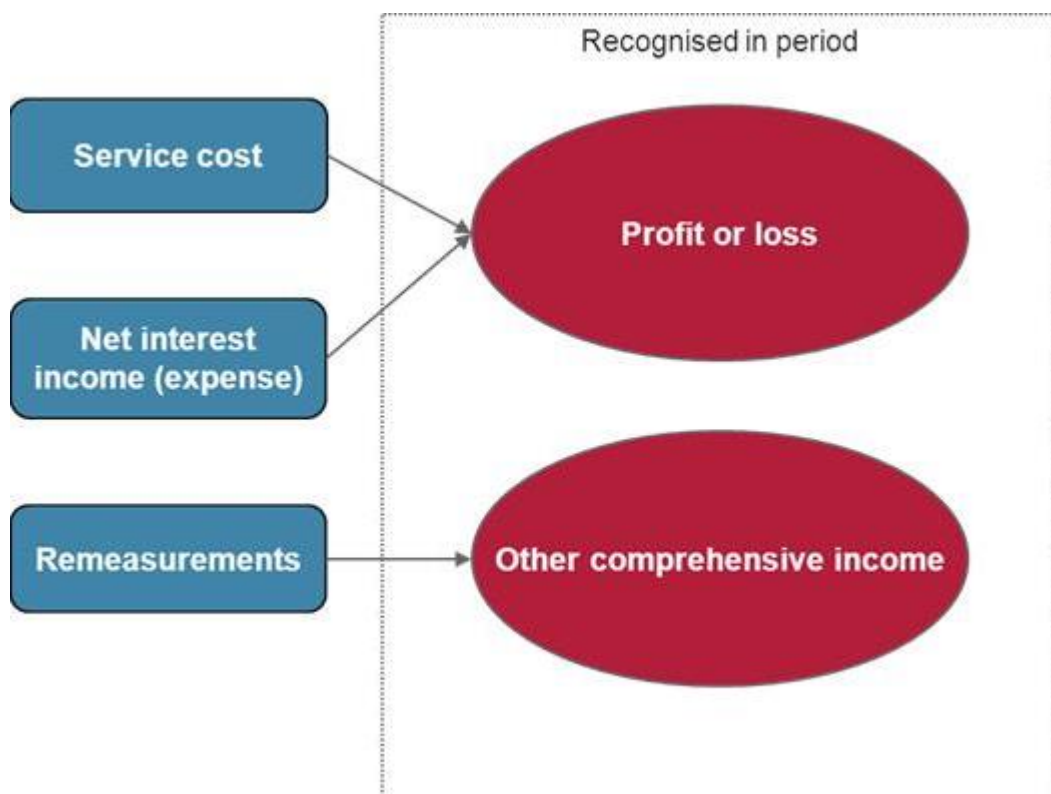 Recognised in period
Service cost
Profit or loss
Net interest
income (expense)
Remeasurements
Other comprehensive income